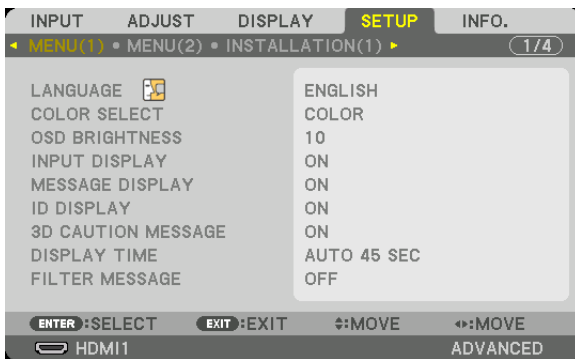 INPUT ADJUST DISPLAY SETUP INFO.
MENU(1) • MENU(2) • INSTALLATION(1) 1/4
LANGUAGE ENGLISH
COLOR SELECT COLOR
OSD BRIGHTNESS 10
INPUT DISPLAY ON
MESSAGE DISPLAY ON
ID DISPLAY ON
3D CAUTION MESSAGE ON
DISPLAY TIME AUTO 45 SEC
FILTER MESSAGE OFF
ENTER :SELECT EXIT :EXIT :MOVE :MOVE
HDMI1 ADVANCED